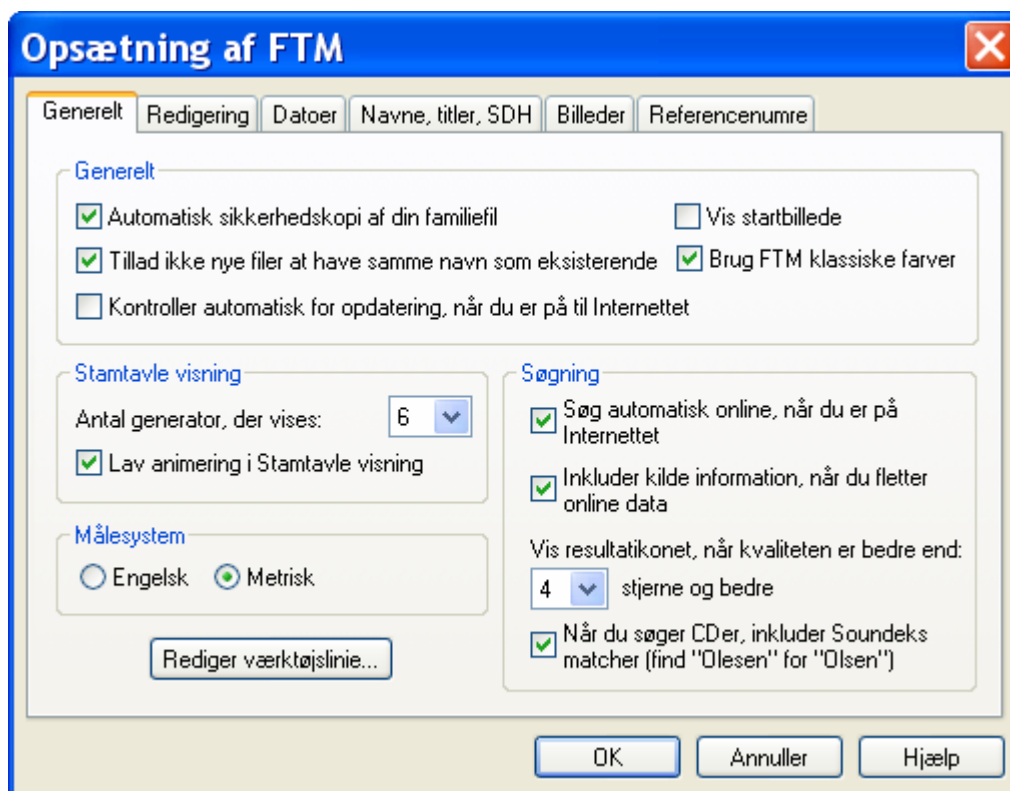 Opsætning af FTM
Generelt Redigering Datoer Navne, titler, SDH Billeder Referencenumre
Generelt
Automatisk sikkerhedskopi af din familiefil Vis startbillede
Tillad ikke nye filer at have samme navn som eksisterende Brug FTM klassiske farver
Kontroller automatisk for opdatering, når du er på til Internettet
Stamtavle visning
Antal generator, der vises: 6
Lav animering i Stamtavle visning
Målesystem
Engelsk Metrisk
Rediger værktøjslinie...
Søgning
Søg automatisk online, når du er på
Internettet
Inkluder kilde information, når du fletter
online data
Vis resultatikonet, når kvaliteten er bedre end:
4 stjerne og bedre
Når du søger CDer, inkluder Soundeks
matcher (find "Olesen" for "Olsen")
OK Annuller Hjælp